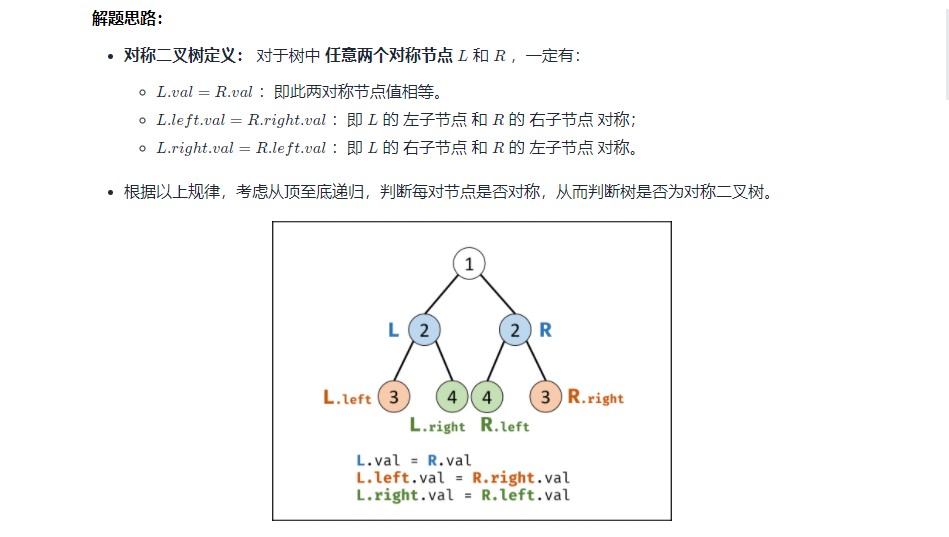 解题思路：
• 对称二叉树定义： 对于树中 任意两个对称节点 L 和 R ，一定有：
◦ L.val = R.val ：即此两对称节点值相等。
◦ L.left.val = R.right.val ：即 L 的 左子节点 和 R 的 右子节点 对称；
◦ L.right.val = R.left.val ：即 L 的 右子节点 和 R 的 左子节点 对称。
• 根据以上规律，考虑从顶至底递归，判断每对节点是否对称，从而判断树是否为对称二叉树。
1
L 2 2 R
L.left 3 4 4 3 R.right
L.right R.left
L.val = R.val
L.left.val = R.right.val
L.right.val = R.left.val